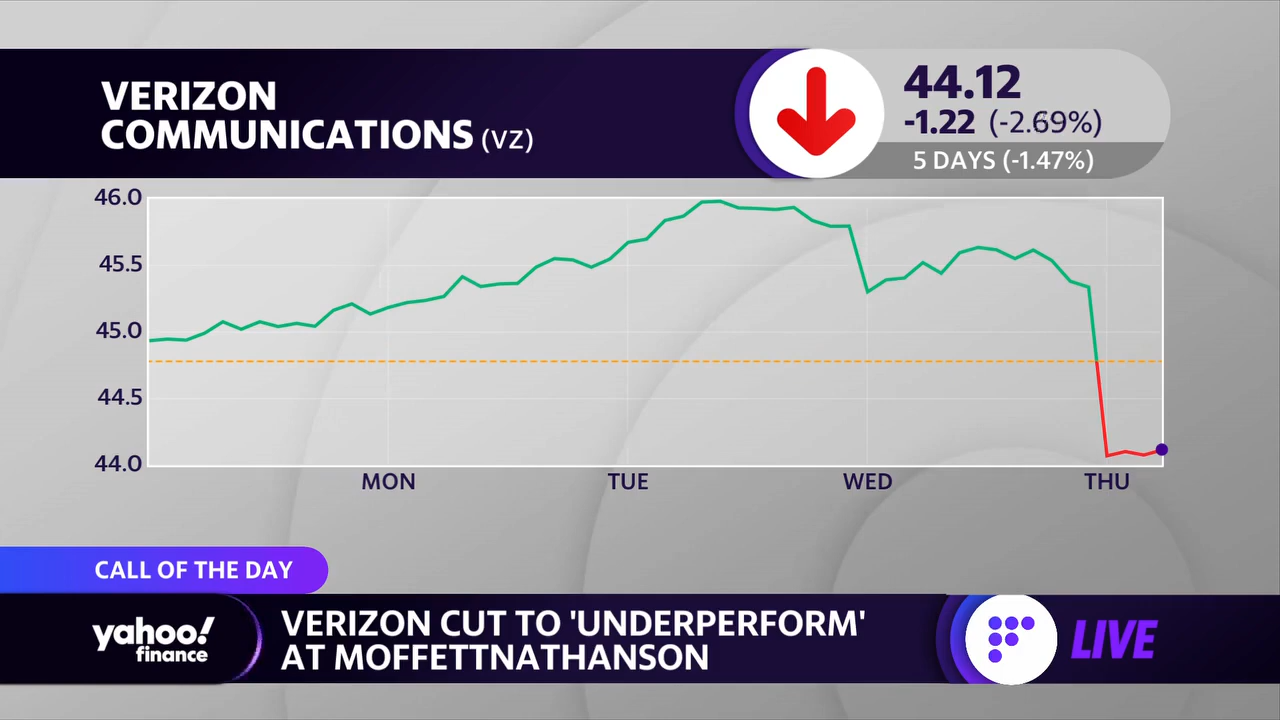 VERIZON
COMMUNICATIONS (VZ)
44.12
-1.22 (-2.69%)
5 DAYS (-1.47%)
46.0
45.5
45.0
44.5
44.0
MON TUE WED THU
CALL OF THE DAY
yahoo!
finance
VERIZON CUT TO 'UNDERPERFORM'
AT MOFFETTNATHANSON
LIVE